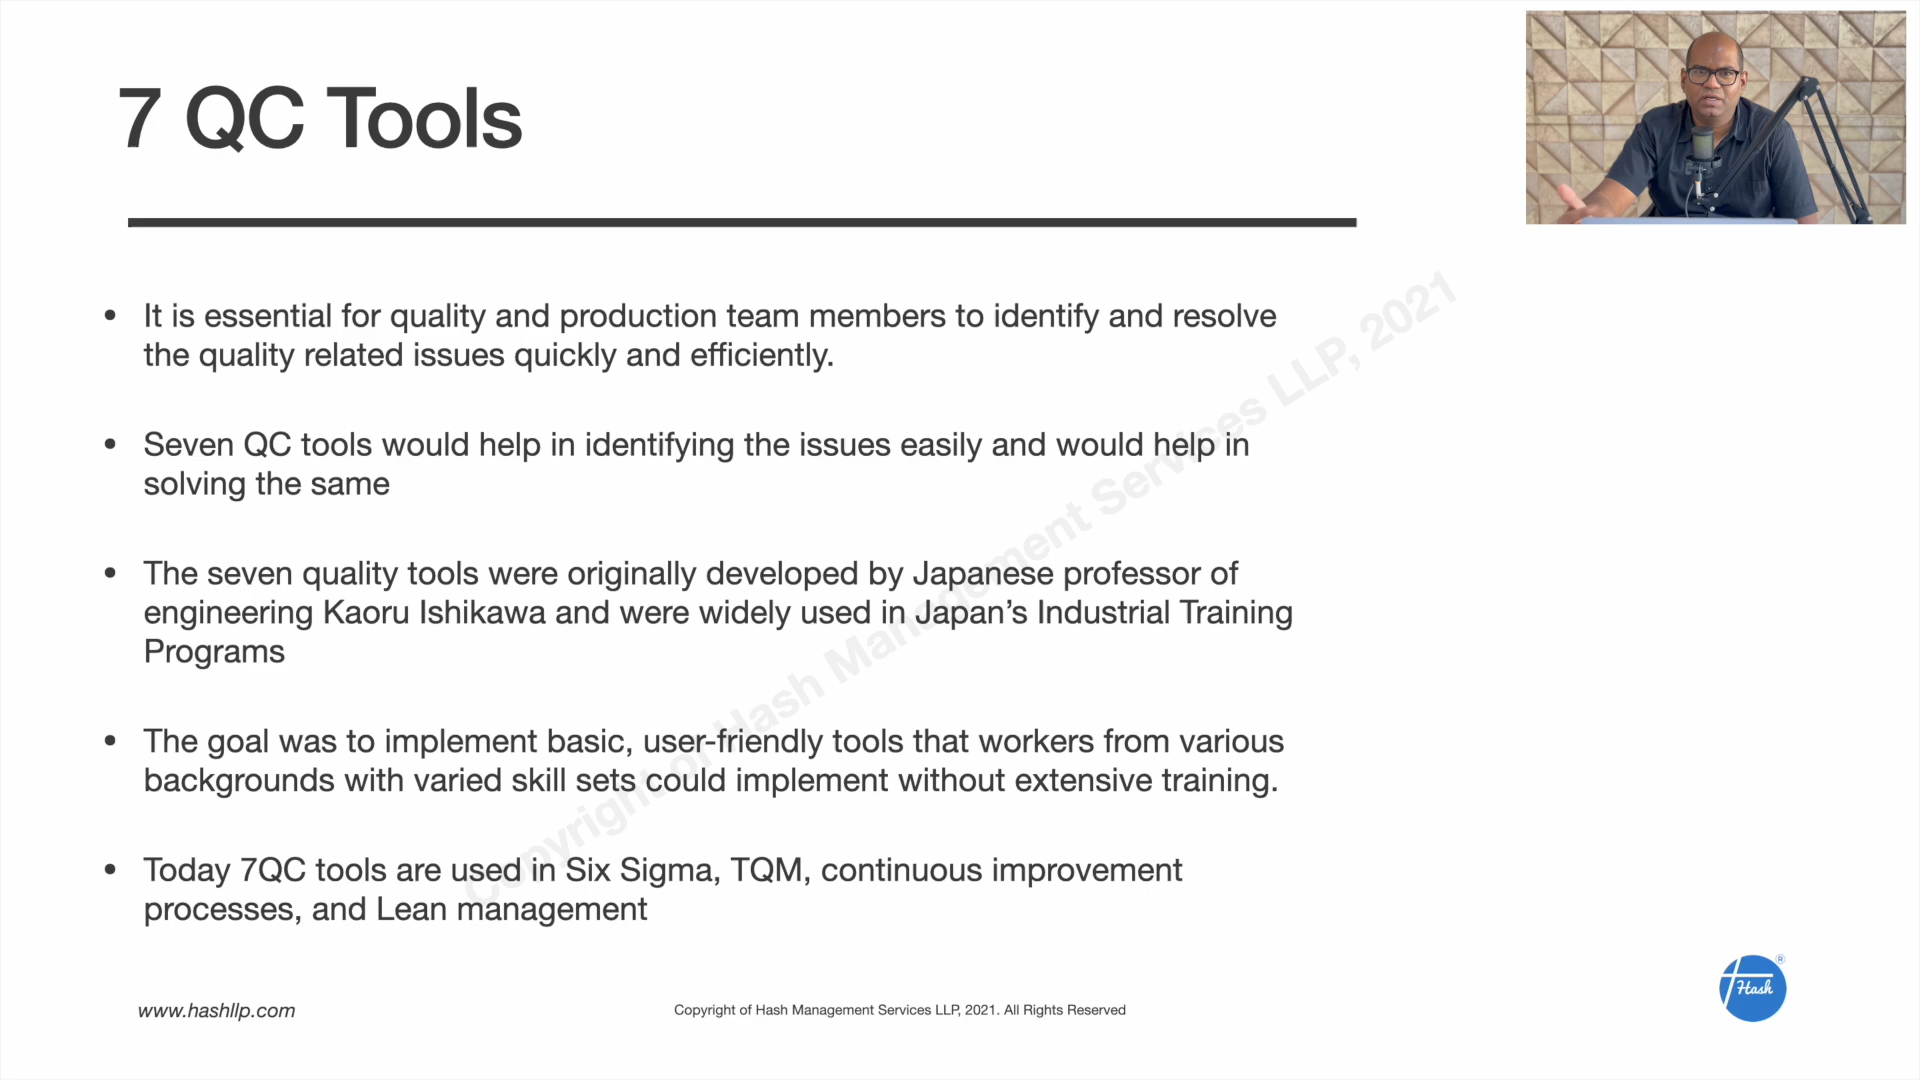 7 QC Tools
• It is essential for quality and production team members to identify and resolve
the quality related issues quickly and efficiently.
• Seven QC tools would help in identifying the issues easily and would help in
solving the same
• The seven quality tools were originally developed by Japanese professor of
engineering Kaoru Ishikawa and were widely used in Japan’s Industrial Training
Programs
• The goal was to implement basic, user-friendly tools that workers from various
backgrounds with varied skill sets could implement without extensive training.
• Today 7QC tools are used in Six Sigma, TQM, continuous improvement
processes, and Lean management
Copyright of Hash Management Services LLP, 2021
www.hashllp.com
Copyright of Hash Management Services LLP, 2021. All Rights Reserved
Hash
®